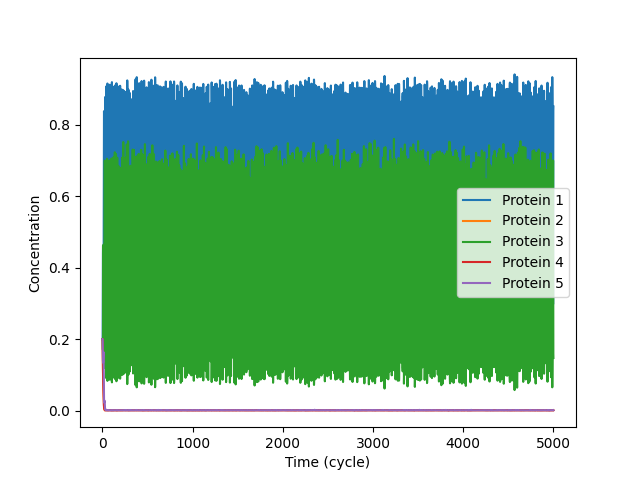 0.8
0.6
0.4
0.2
0.0
Concentration
Protein 1
Protein 2
Protein 3
Protein 4
Protein 5
0 1000 2000 3000 4000 5000
Time (cycle)